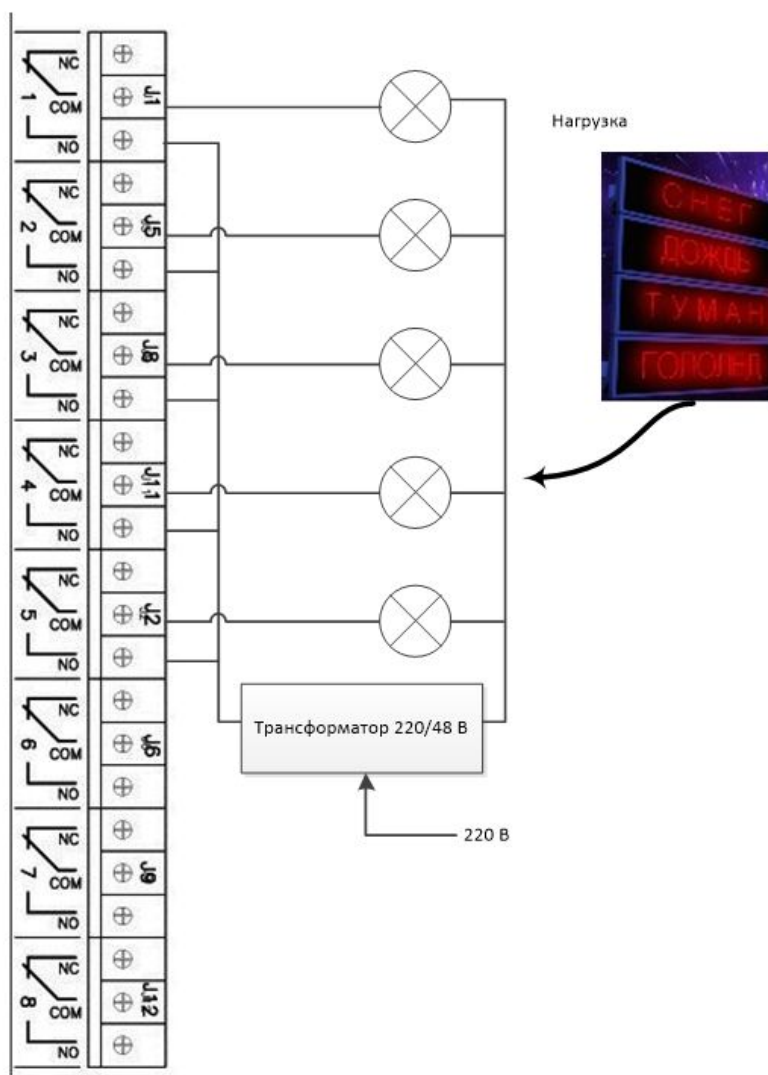 NC
1
COM
J1
NO
Нагрузка
NC
2
COM
J5
NO
СНЕГ
ДОЖДЬ
ТУМАН
ГОЛОЛНД
NC
3
COM
J8
NO
NC
4
COM
J11
NO
NC
5
COM
J2
NO
Трансформатор 220/48 В
NC
6
COM
J6
NO
220 В
NC
7
COM
J9
NO
NC
8
COM
J12
NO